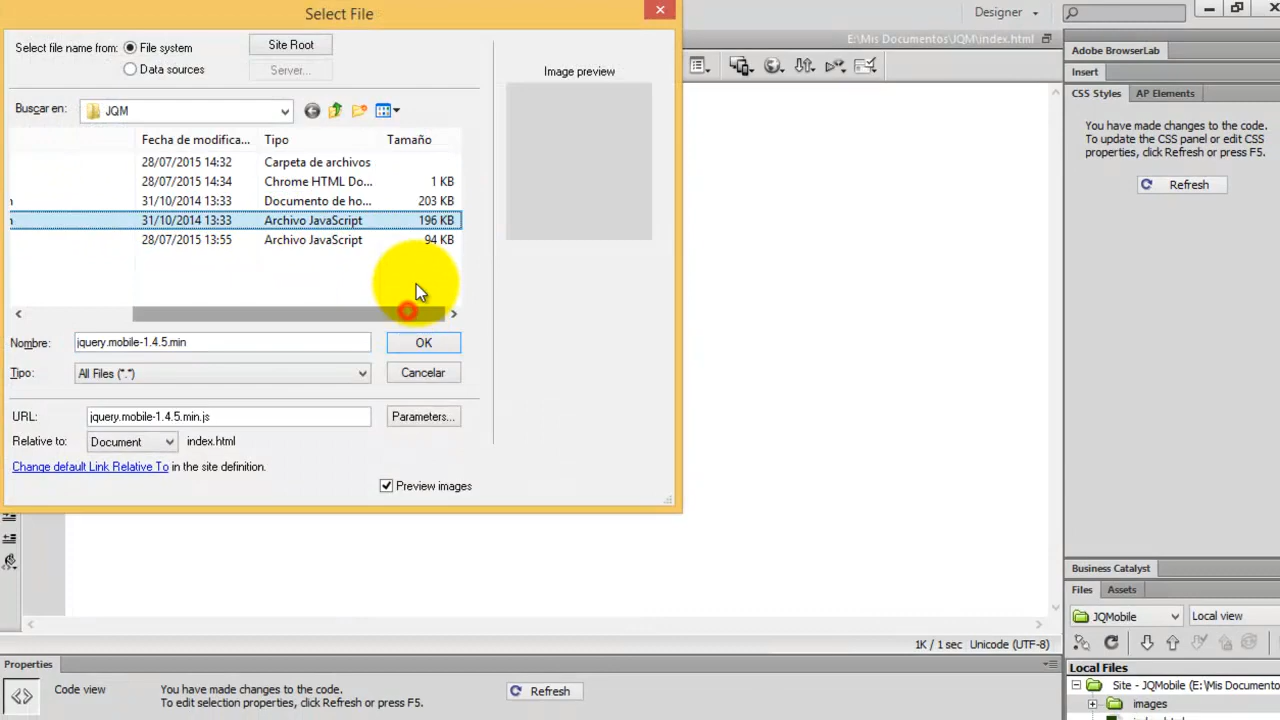 Select File
Designer
Select file name from: File system
Site Root
Data sources
Server...
Image preview
E:\Mis Documentos\JQM\index.html
Adobe BrowserLab
Insert
CSS Styles
AP Elements
Buscar en:
JQM
Fecha de modifica...
Tipo
Tamaño
28/07/2015 14:32
Carpeta de archivos
28/07/2015 14:34
Chrome HTML Do...
1 KB
31/10/2014 13:33
Documento de ho...
203 KB
31/10/2014 13:33
Archivo JavaScript
196 KB
28/07/2015 13:55
Archivo JavaScript
94 KB
You have made changes to the code.
To update the CSS panel or edit CSS
properties, click Refresh or press F5.
Refresh
Nombre:
jquery.mobile-1.4.5.min
OK
Tipo:
All Files (*.*)
Cancelar
URL:
jquery.mobile-1.4.5.min.js
Parameters...
Relative to:
Document
index.html
Change default Link Relative To in the site definition.
Preview images
Business Catalyst
Files
Assets
JQMobile
Local view
1K / 1 sec Unicode (UTF-8)
Properties
Local Files
Code view
You have made changes to the code.
To edit selection properties, click Refresh or press F5.
Refresh
Site - JQMobile (E:\Mis Documento
images